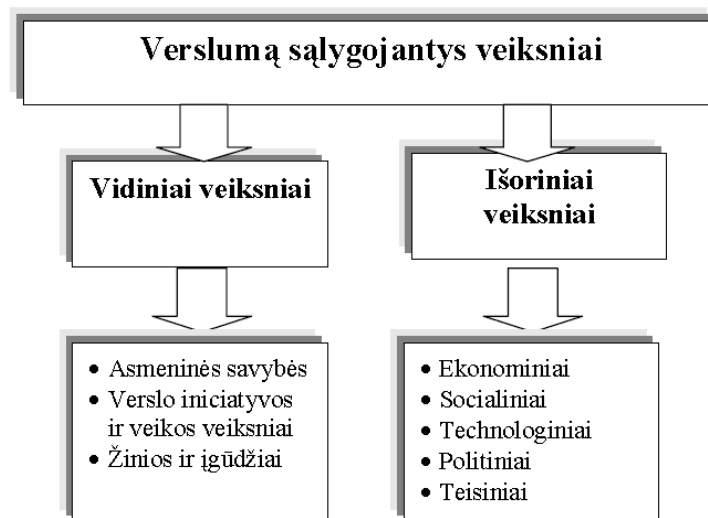 Verslumą sąlygojantys veiksniai
Vidiniai veiksniai
Išoriniai
veiksniai
• Asmeninės savybės
• Verslo iniciatyvos
ir veikos veiksniai
• Žinios ir įgūdžiai
• Ekonominiai
• Socialiniai
• Technologiniai
• Politiniai
• Teisiniai